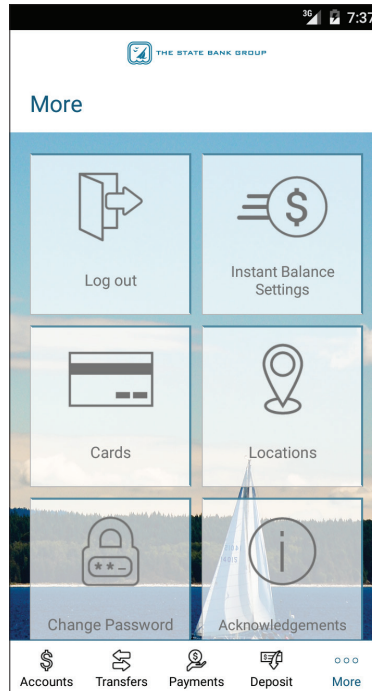 3G 7:37
THE STATE BANK GROUP
More
Log out
Instant Balance
Settings
Cards
Locations
**_
Change Password
Acknowledgements
Accounts Transfers Payments Deposit More